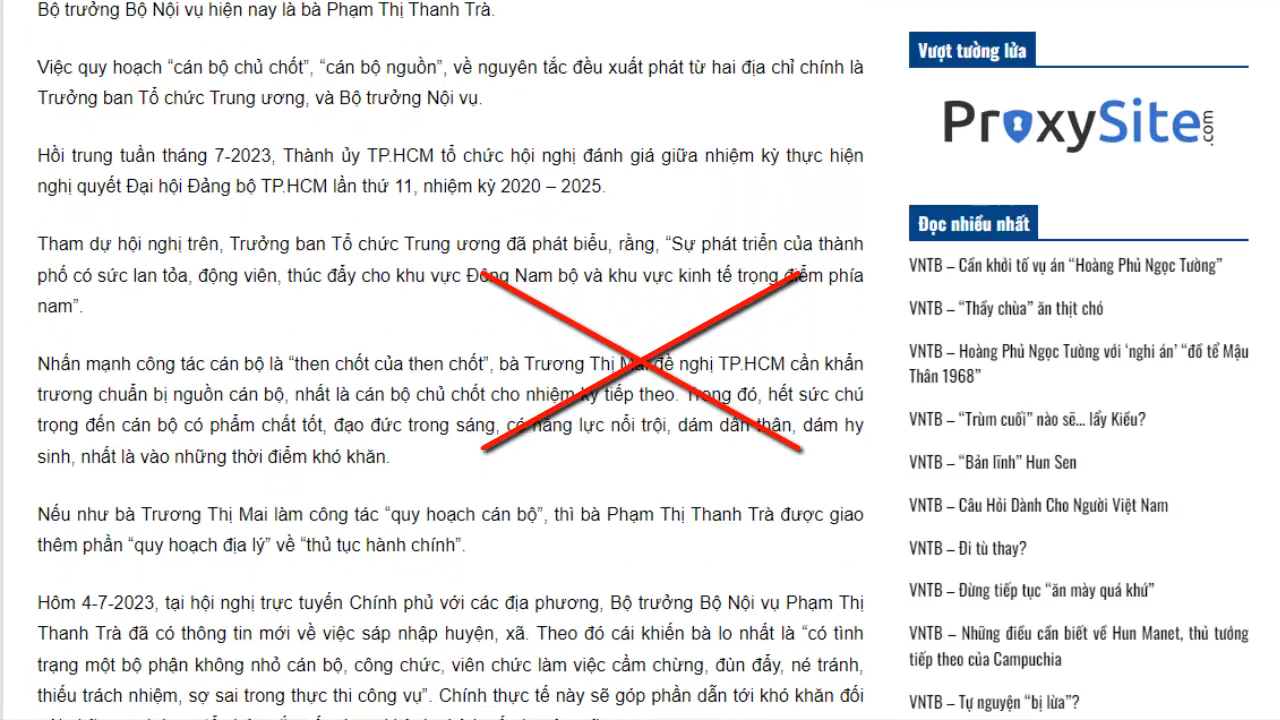 Bộ trưởng Bộ Nội vụ hiện nay là bà Phạm Thị Thanh Trà.
Việc quy hoạch “cán bộ chủ chốt”, “cán bộ nguồn”, về nguyên tắc đều xuất phát từ hai địa chỉ chính là
Trưởng ban Tổ chức Trung ương, và Bộ trưởng Nội vụ.
Hồi trung tuần tháng 7-2023, Thành ủy TP.HCM tổ chức hội nghị đánh giá giữa nhiệm kỳ thực hiện
nghị quyết Đại hội Đảng bộ TP.HCM lần thứ 11, nhiệm kỳ 2020 – 2025.
Tham dự hội nghị trên, Trưởng ban Tổ chức Trung ương đã phát biểu, rằng, “Sự phát triển của thành
phố có sức lan tỏa, động viên, thúc đẩy cho khu vực Đông Nam bộ và khu vực kinh tế trọng điểm phía
nam”.
Nhấn mạnh công tác cán bộ là “then chốt của then chốt”, bà Trương Thị Mai đề nghị TP.HCM cần khẩn
trương chuẩn bị nguồn cán bộ, nhất là cán bộ chủ chốt cho nhiệm kỳ tiếp theo. Trong đó, hết sức chú
trọng đến cán bộ có phẩm chất tốt, đạo đức trong sáng, có năng lực nổi trội, dám dấn thân, dám hy
sinh, nhất là vào những thời điểm khó khăn.
Nếu như bà Trương Thị Mai làm công tác “quy hoạch cán bộ”, thì bà Phạm Thị Thanh Trà được giao
thêm phần “quy hoạch địa lý” về “thủ tục hành chính”.
Hôm 4-7-2023, tại hội nghị trực tuyến Chính phủ với các địa phương, Bộ trưởng Bộ Nội vụ Phạm Thị
Thanh Trà đã có thông tin mới về việc sáp nhập huyện, xã. Theo đó cái khiến bà lo nhất là “có tình
trạng một bộ phận không nhỏ cán bộ, công chức, viên chức làm việc cầm chừng, đùn đẩy, né tránh,
thiếu trách nhiệm, sợ sai trong thực thi công vụ”. Chính thực tế này sẽ góp phần dẫn tới khó khăn đối
Vượt tường lửa
ProxySite.com
Đọc nhiều nhất
VNTB – Cần khởi tố vụ án “Hoàng Phủ Ngọc Tường”
VNTB – “Thầy chùa” ăn thịt chó
VNTB – Hoàng Phủ Ngọc Tường với ‘nghi án’ “đồ tể Mậu
Thân 1968”
VNTB – “Trùm cuối” nào sẽ… lẩy Kiều?
VNTB – “Bản lĩnh” Hun Sen
VNTB – Câu Hỏi Dành Cho Người Việt Nam
VNTB – Đi tù thay?
VNTB – Đừng tiếp tục “ăn mày quá khứ”
VNTB – Những điều cần biết về Hun Manet, thủ tướng
tiếp theo của Campuchia
VNTB – Tự nguyện “bị lừa”?